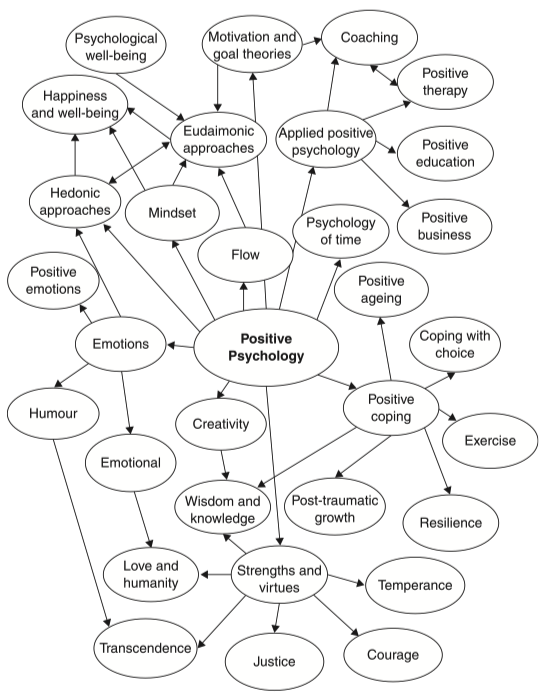 Psychological
well-being
Motivation and
goal theories
Coaching
Positive
therapy
Happiness
and well-being
Eudaimonic
approaches
Applied positive
psychology
Positive
education
Hedonic
approaches
Mindset
Psychology
of time
Positive
business
Flow
Positive
emotions
Positive
ageing
Emotions
Positive
Psychology
Coping with
choice
Humour
Creativity
Positive
coping
Exercise
Emotional
Wisdom and
knowledge
Post-traumatic
growth
Resilience
Love and
humanity
Strengths and
virtues
Temperance
Transcendence
Justice
Courage